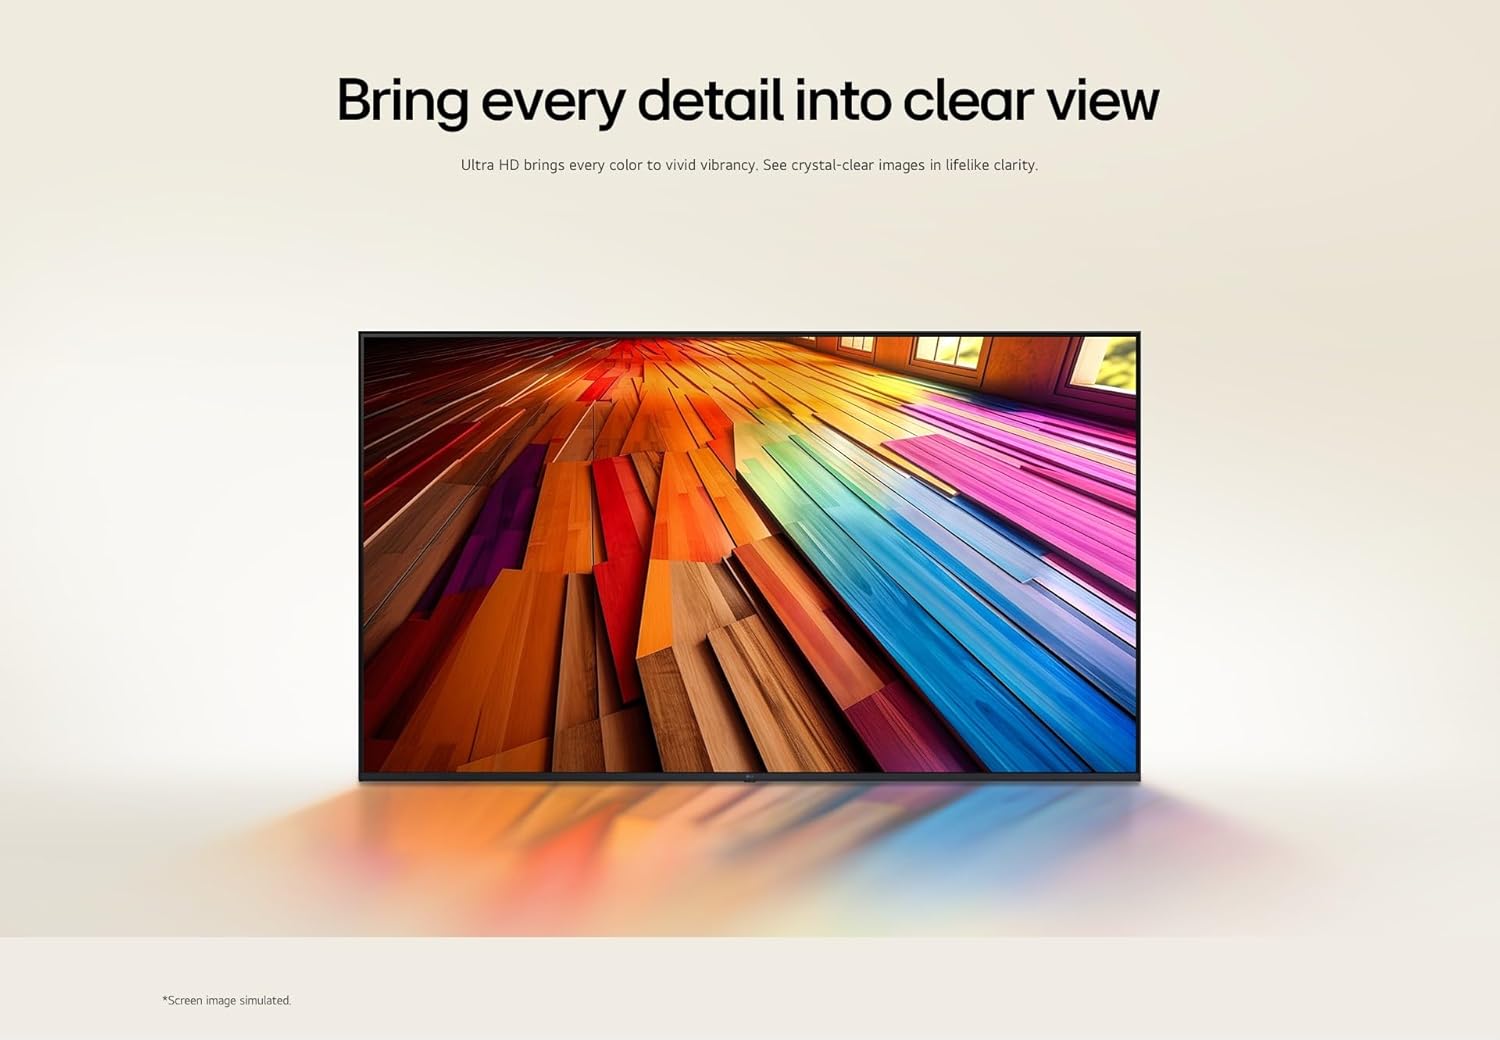 Bring every detail into clear view
Ultra HD brings every color to vivid vibrancy. See crystal-clear images in lifelike clarity.
*Screen image simulated.